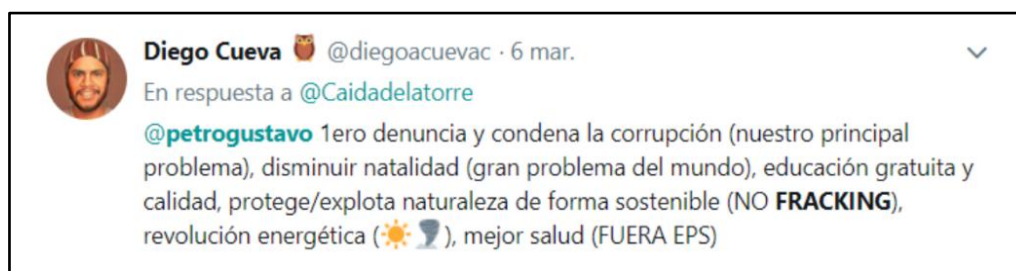 Diego Cueva 🦉 @diegoacuevac · 6 mar.
En respuesta a @Caidadelatorre
@petrogustavo 1ero denuncia y condena la corrupción (nuestro principal
problema), disminuir natalidad (gran problema del mundo), educación gratuita y
calidad, protege/explota naturaleza de forma sostenible (NO FRACKING),
revolución energética (☀️ 🌪️), mejor salud (FUERA EPS)